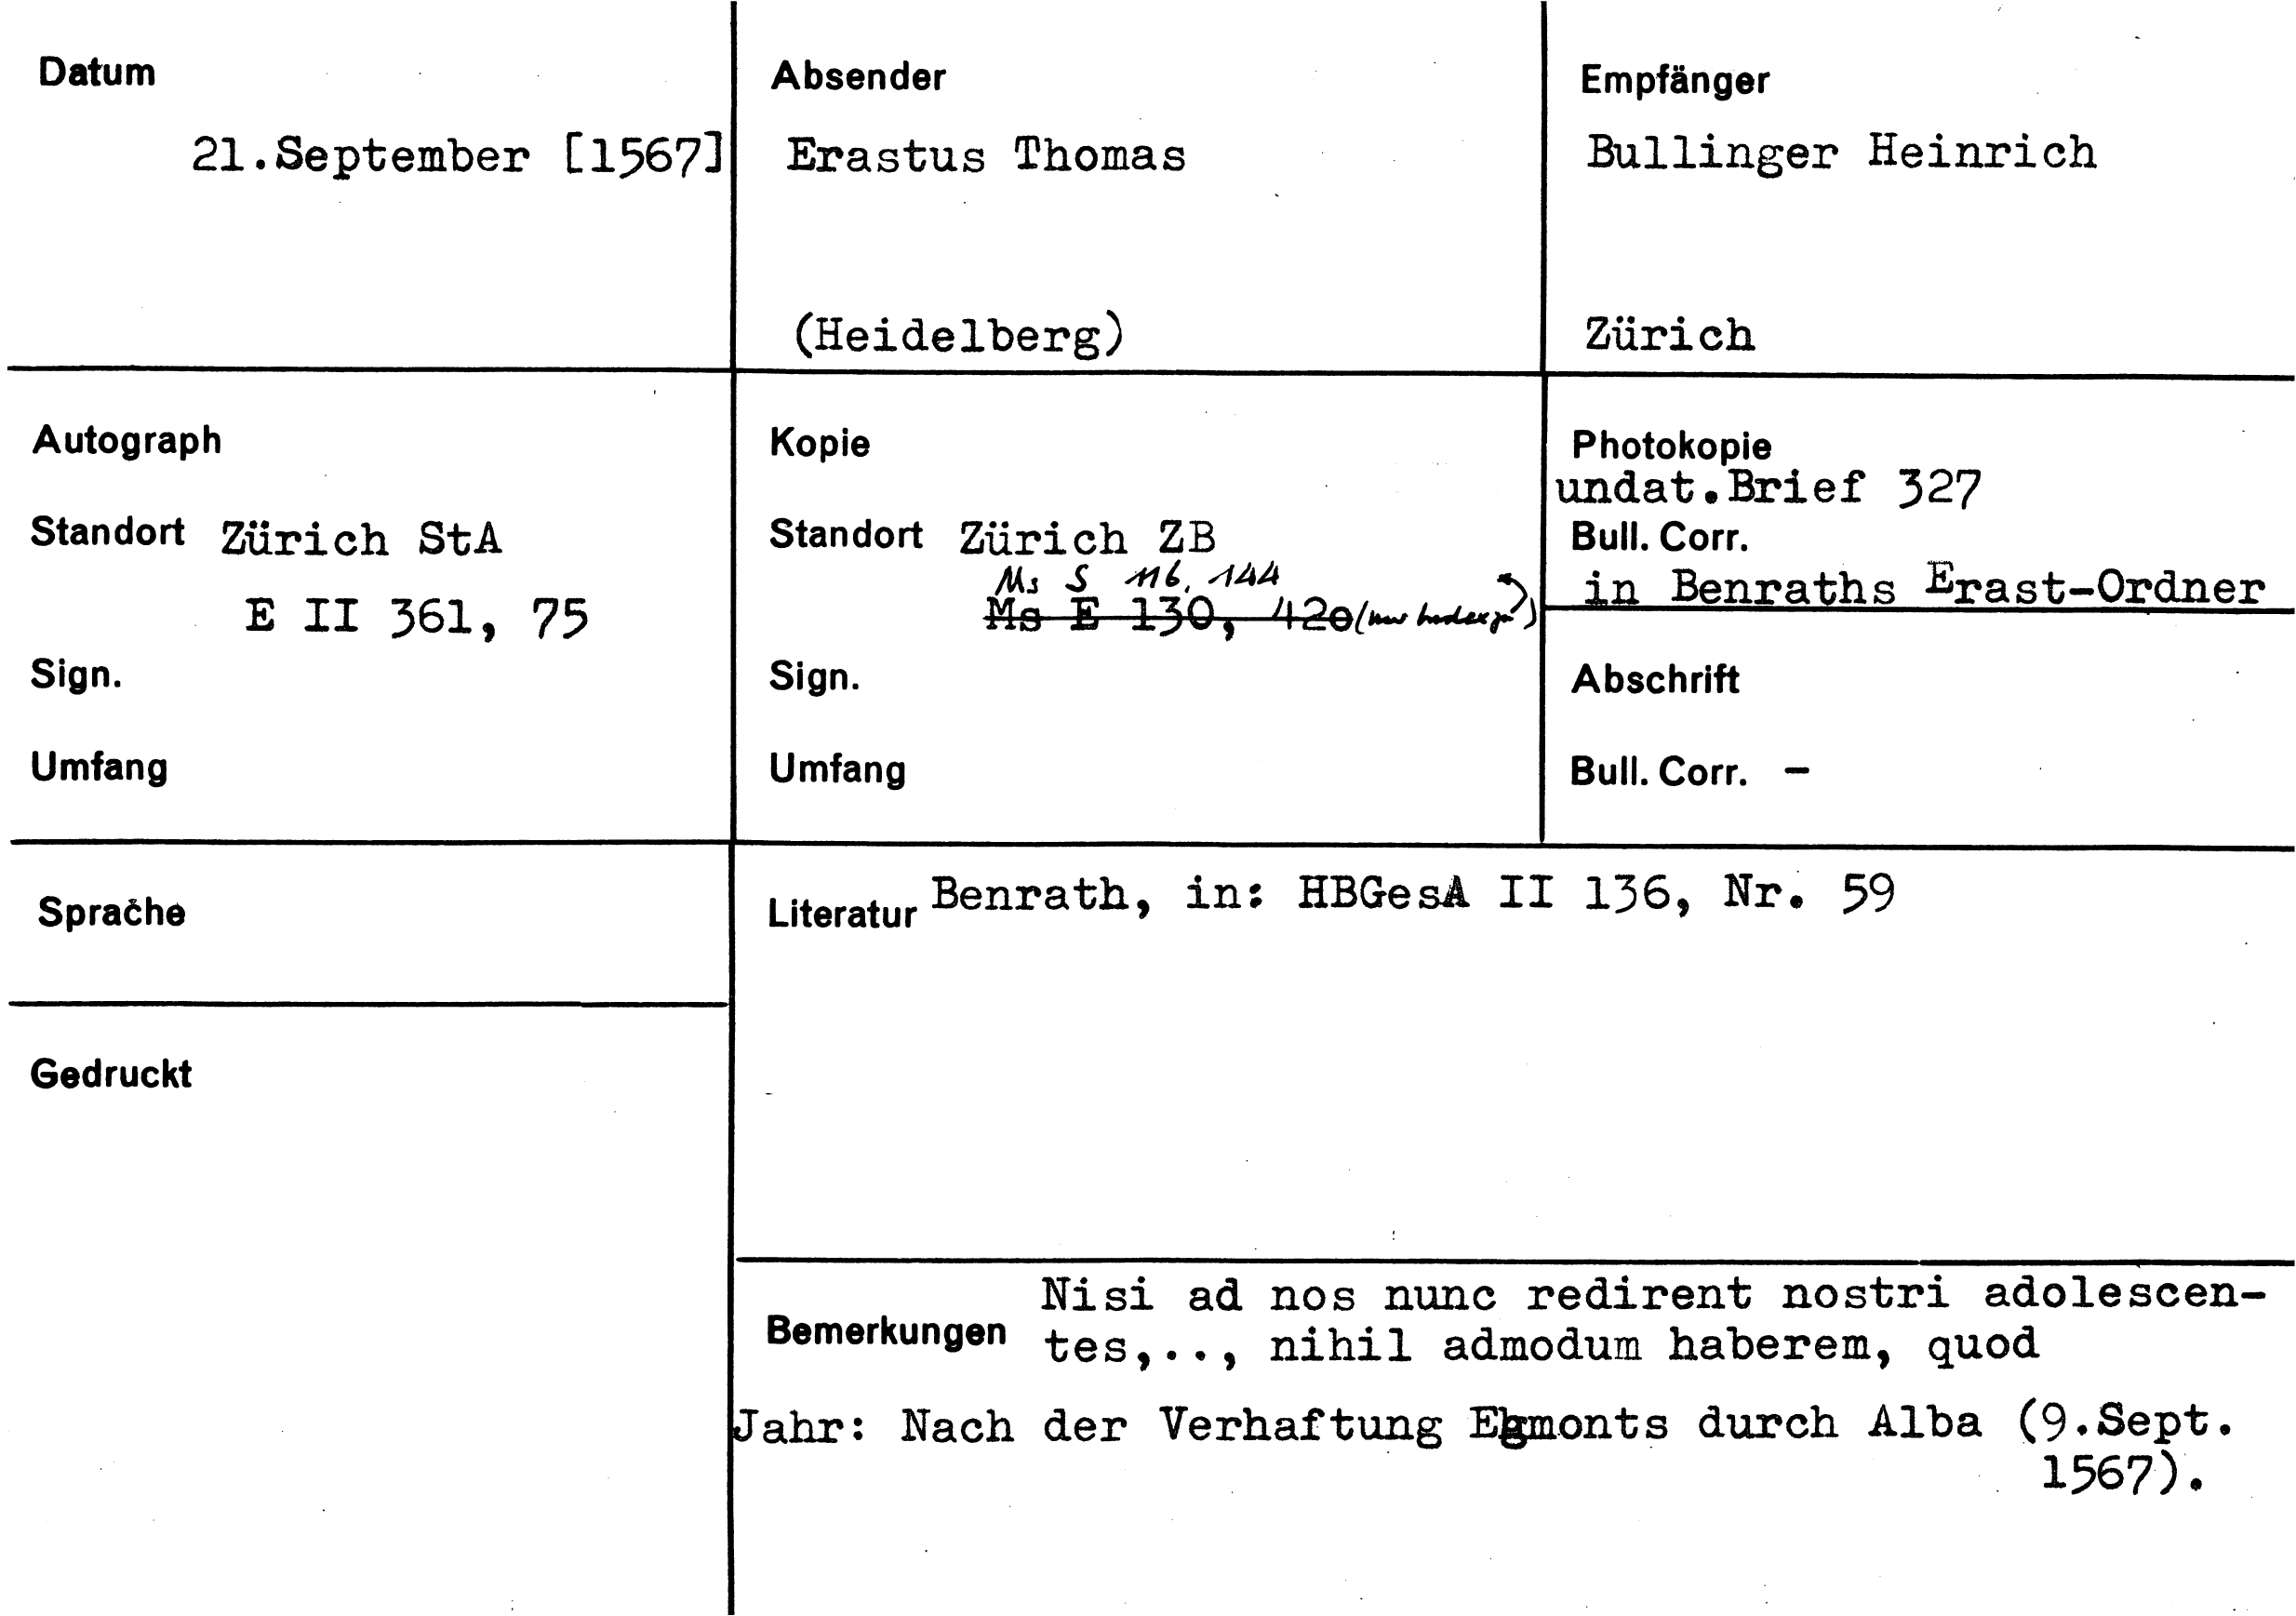 Datum
21.September [1567]
Absender
Erastus Thomas
(Heidelberg)
Empfänger
Bullinger Heinrich
Zürich
Autograph
Standort Zürich StA
E II 361, 75
Sign.
Umfang
Kopie
Standort Zürich ZB
Ms S 116, 144
Ms E 130, 420
Sign.
Umfang
Photokopie
undat.Brief 327
Bull. Corr.
in Benraths Erast-Ordner
Abschrift
Bull. Corr. –
Sprache
Literatur Benrath, in: HBGesA II 136, Nr. 59
Gedruckt
Bemerkungen Nisi ad nos nunc redirent nostri adolescen-
tes,.., nihil admodum haberem, quod
Jahr: Nach der Verhaftung Egmonts durch Alba (9.Sept.
1567).